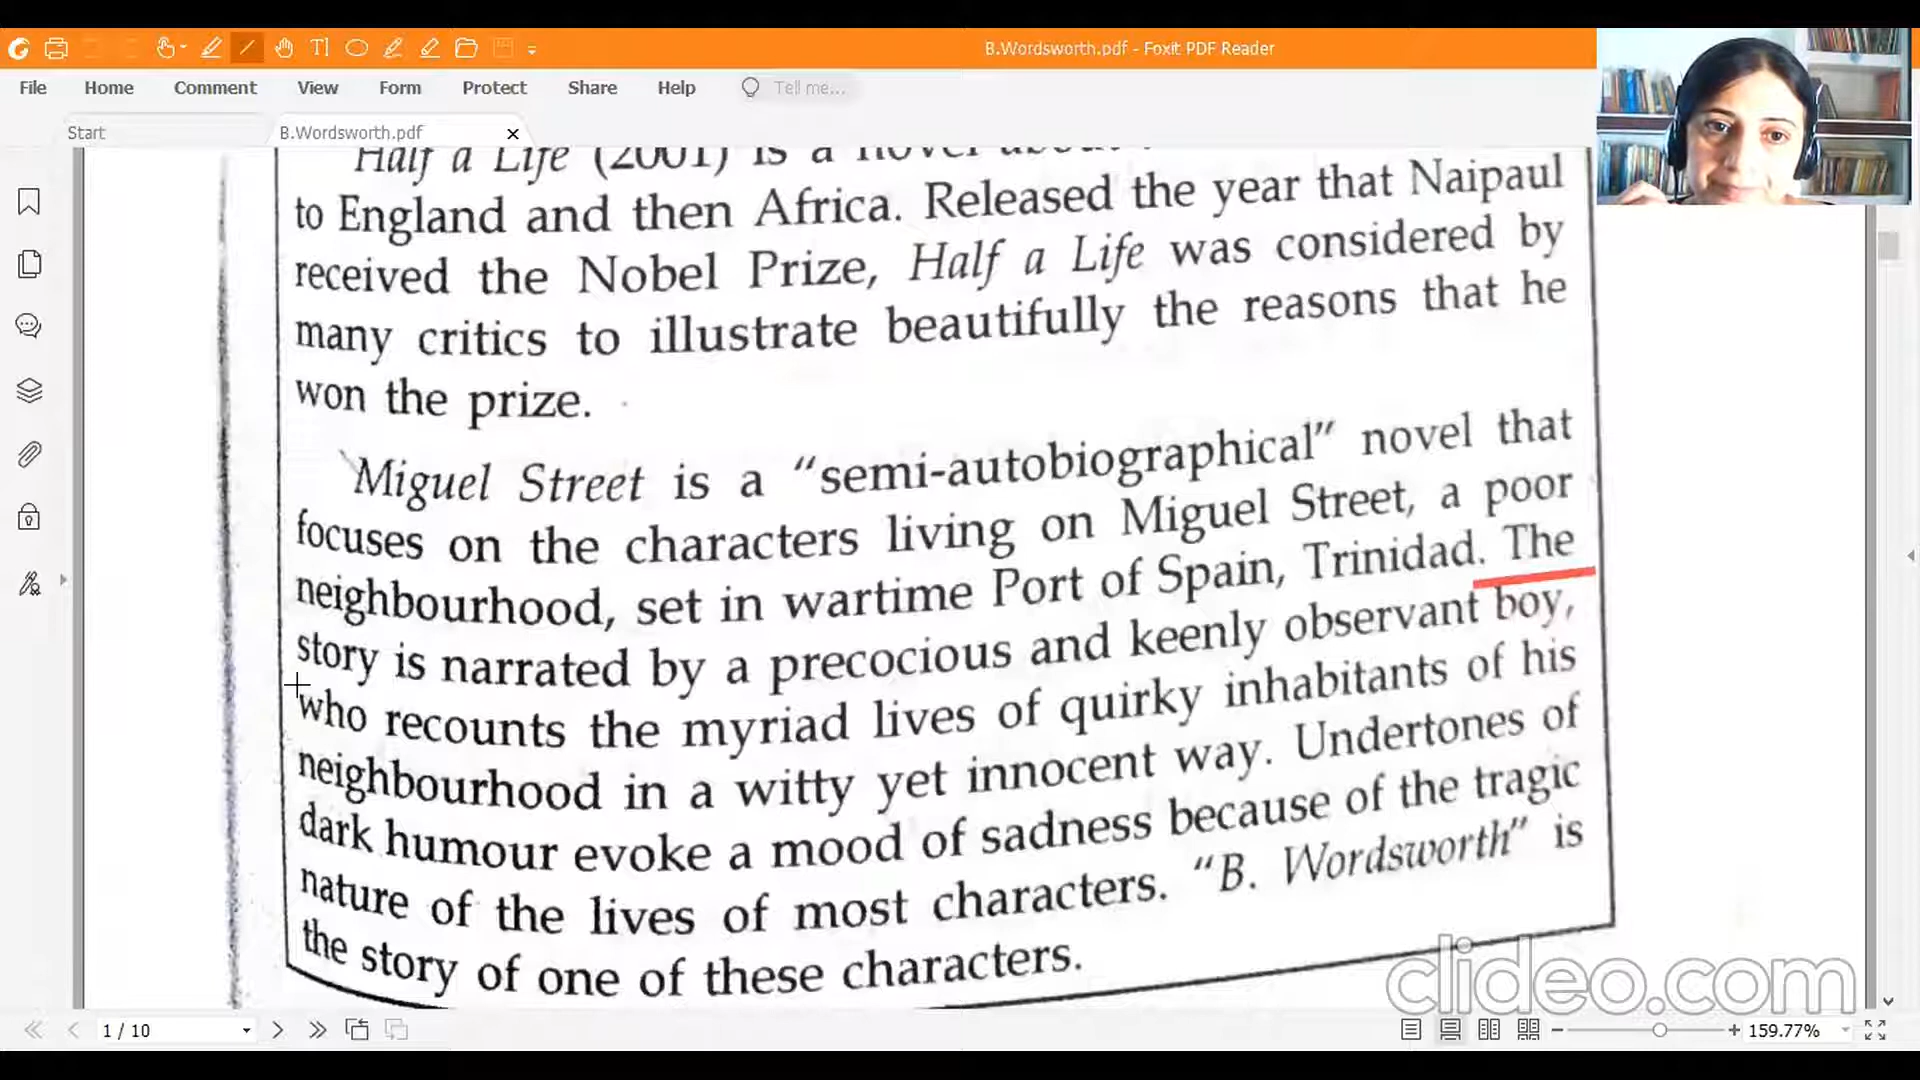 B.Wordsworth.pdf - Foxit PDF Reader
File Home Comment View Form Protect Share Help Tell me...
Start B.Wordsworth.pdf
Half a Life (2001) is a novel
to England and then Africa. Released the year that Naipaul
received the Nobel Prize, Half a Life was considered by
many critics to illustrate beautifully the reasons that he
won the prize.
Miguel Street is a “semi-autobiographical” novel that
focuses on the characters living on Miguel Street, a poor
neighbourhood, set in wartime Port of Spain, Trinidad. The
story is narrated by a precocious and keenly observant boy,
who recounts the myriad lives of quirky inhabitants of his
neighbourhood in a witty yet innocent way. Undertones of
dark humour evoke a mood of sadness because of the tragic
nature of the lives of most characters. “B. Wordsworth” is
the story of one of these characters.
clideo.com
1 / 10 159.77%